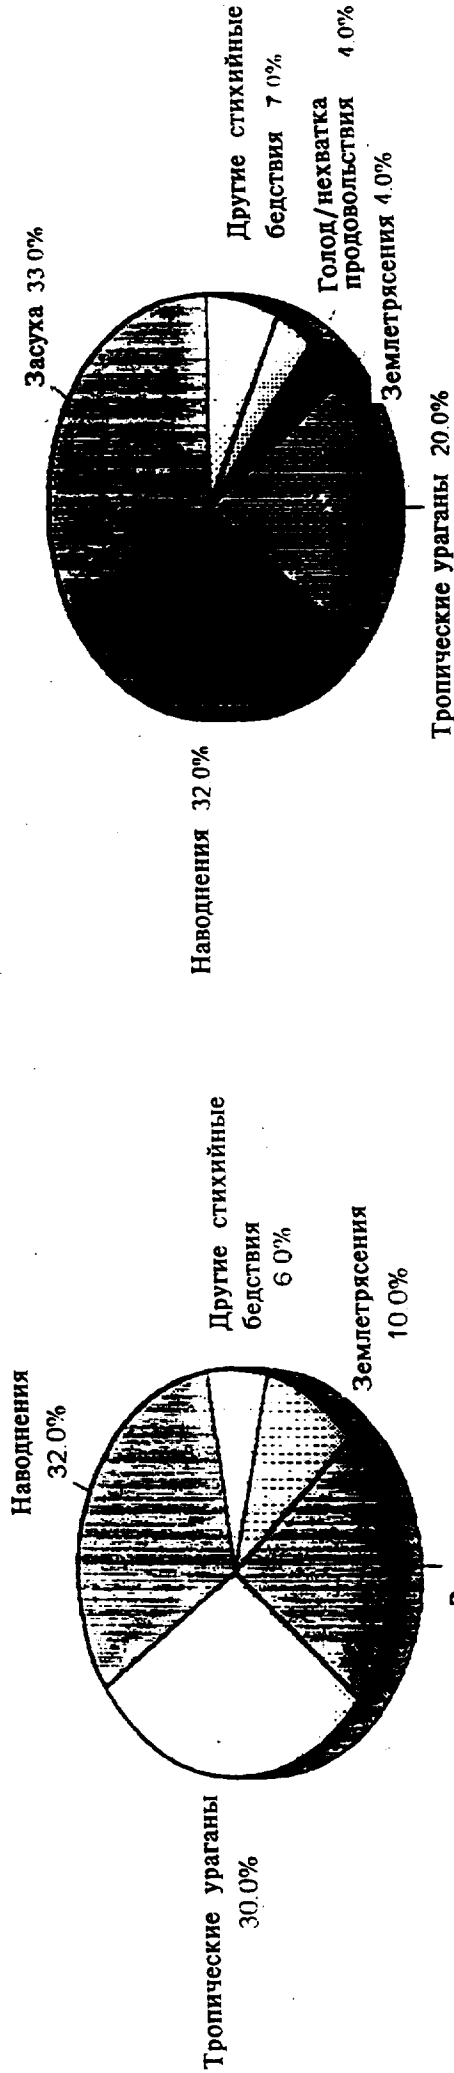 Наводнения
32.0%
Другие стихийные
бедствия
6 0%
Землетрясения
10 0%
Тропические ураганы
30.0%
Засуха 33 0%
Другие стихийные
бедствия 7 0%
Голод/нехватка
продовольствия 4.0%
Землетрясения 4.0%
Тропические ураганы 20.0%
Наводнения 32 0%